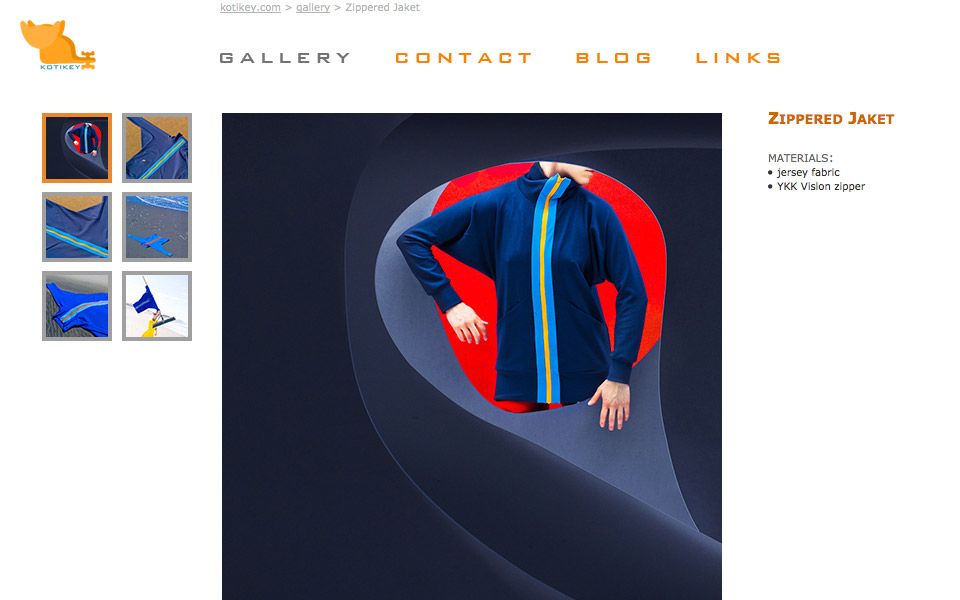 kotikey.com > gallery > Zippered Jaket
KOTIKEY
GALLERY CONTACT BLOG LINKS
Zippered Jaket
MATERIALS:
• jersey fabric
• YKK Vision zipper